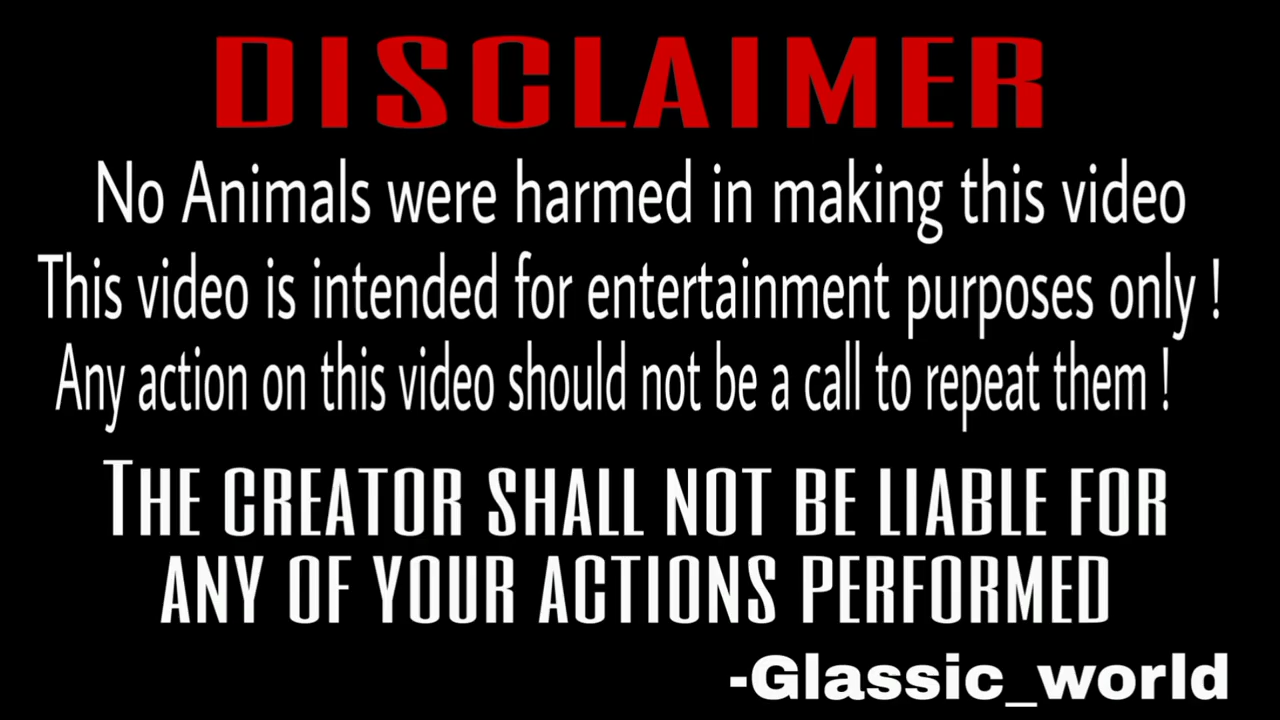 DISCLAIMER
No Animals were harmed in making this video
This video is intended for entertainment purposes only !
Any action on this video should not be a call to repeat them !
THE CREATOR SHALL NOT BE LIABLE FOR
ANY OF YOUR ACTIONS PERFORMED
-Glassic_world